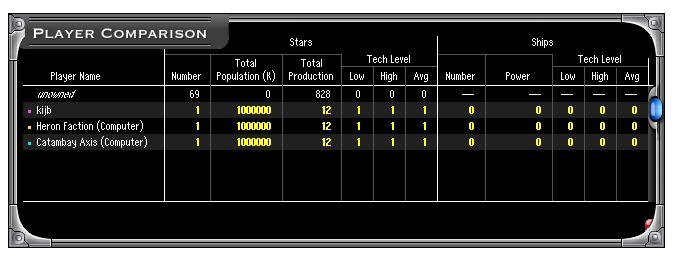 PLAYER COMPARISON
Stars Ships
Total Total Tech Level Tech Level
Player Name Number Population (K) Production Low High Avg Number Power Low High Avg
unowned 69 0 828 0 0 0 — — — — —
kijb 1 1000000 12 1 1 1 0 0 0 0 0
Heron Faction (Computer) 1 1000000 12 1 1 1 0 0 0 0 0
Catambay Axis (Computer) 1 1000000 12 1 1 1 0 0 0 0 0